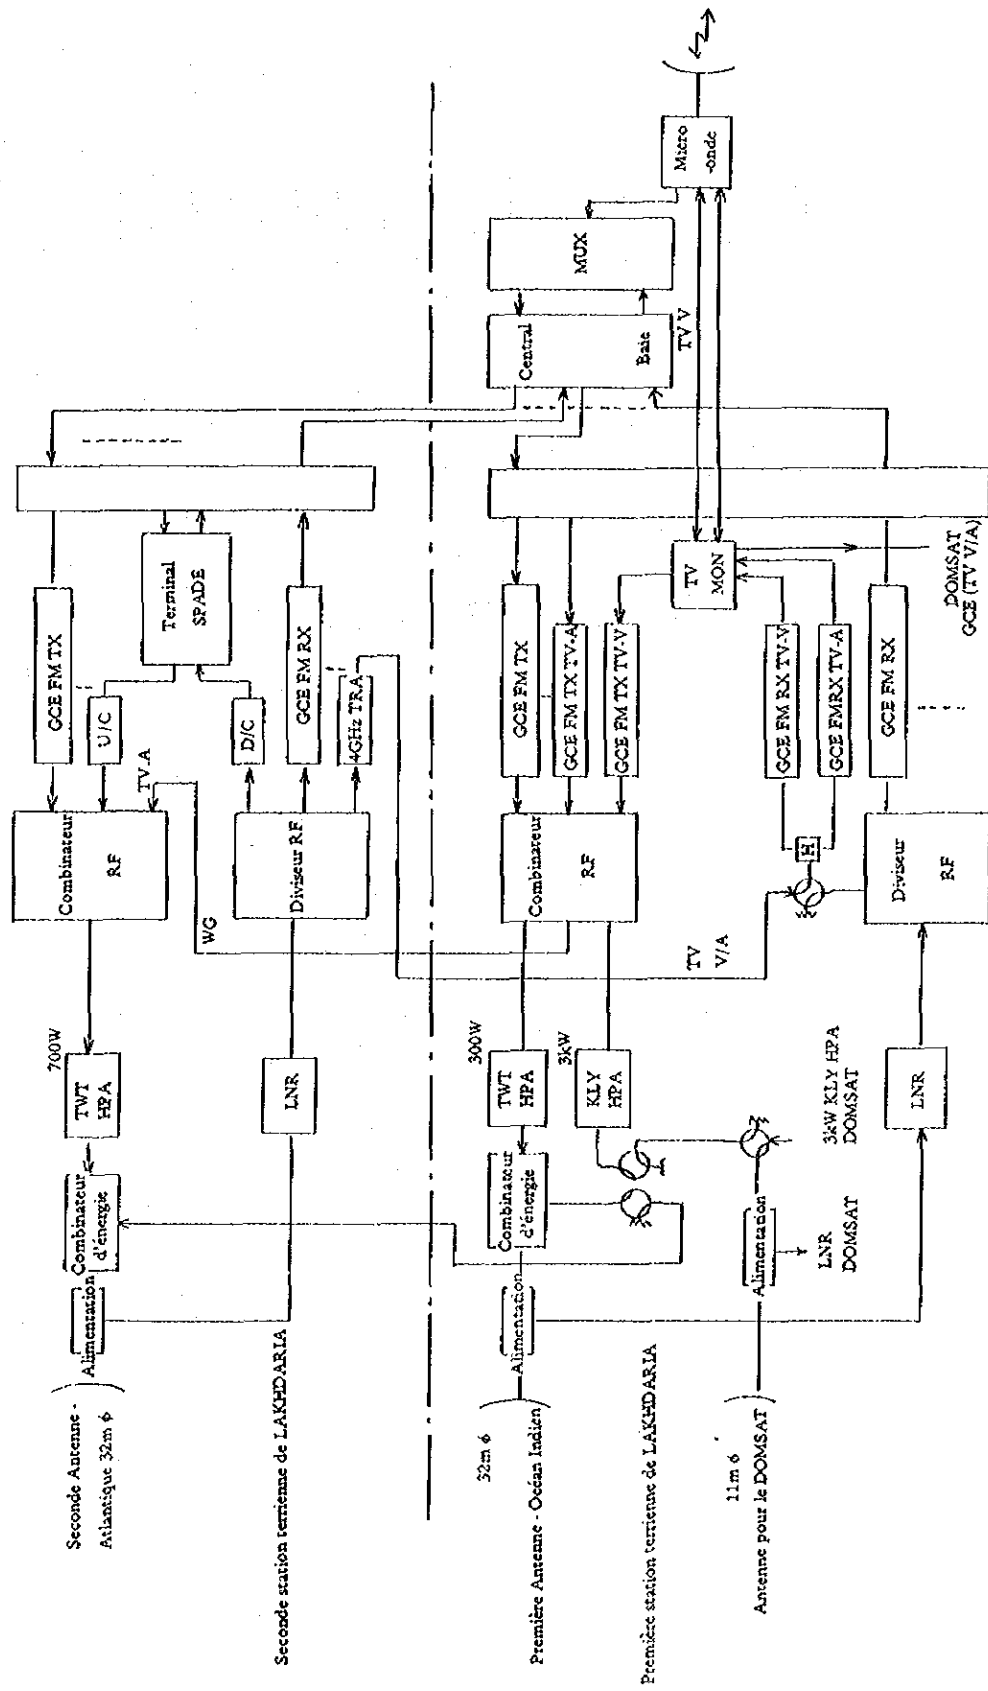 Seconde Antenne -
Atlantique 32m ϕ
Alimentation
Combinateur
d'énergie
TWT
HPA
700W
Combinateur
RF
TV-A
GCE FM TX
U/C
Terminal
SPADE
D/C
GCE FM RX
4GHz TRA
Diviseur RF
LNR
WG
Seconde station terrienne de LAKHDARIA
32m ϕ
Première Antenne - Océan Indien
Alimentation
Combinateur
d'énergie
TWT
HPA
300W
KLY
HPA
3kW
Combinateur
RF
GCE FM TX
GCE FM TX TV-A
GCE FM TX TV-V
TV
MON
Central
Baie
MUX
Micro
-onde
TV V
TV
V/A
H
GCE FM RX TV-V
GCE FMRX TV-A
GCE FM RX
DOMSAT
GCE (TV V/A)
Diviseur
RF
LNR
Première station terrienne de LAKHDARIA
11m ϕ
Antenne pour le DOMSAT
Alimentation
LNR
DOMSAT
3kW KLY HPA
DOMSAT